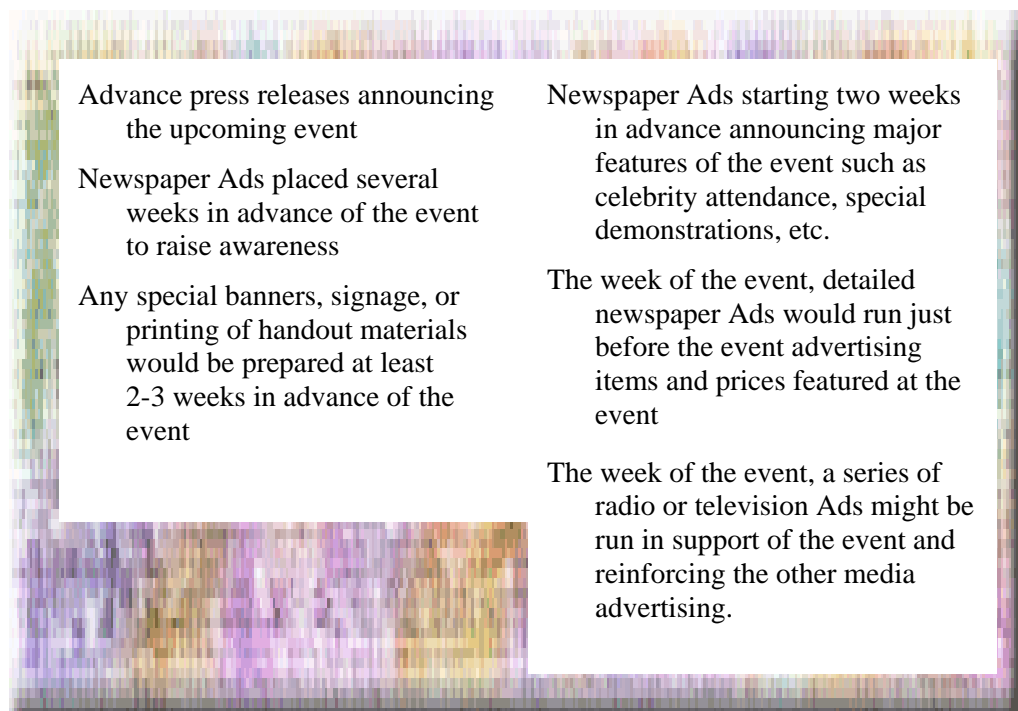 Advance press releases announcing
the upcoming event
Newspaper Ads placed several
weeks in advance of the event
to raise awareness
Any special banners, signage, or
printing of handout materials
would be prepared at least
2-3 weeks in advance of the
event
Newspaper Ads starting two weeks
in advance announcing major
features of the event such as
celebrity attendance, special
demonstrations, etc.
The week of the event, detailed
newspaper Ads would run just
before the event advertising
items and prices featured at the
event
The week of the event, a series of
radio or television Ads might be
run in support of the event and
reinforcing the other media
advertising.